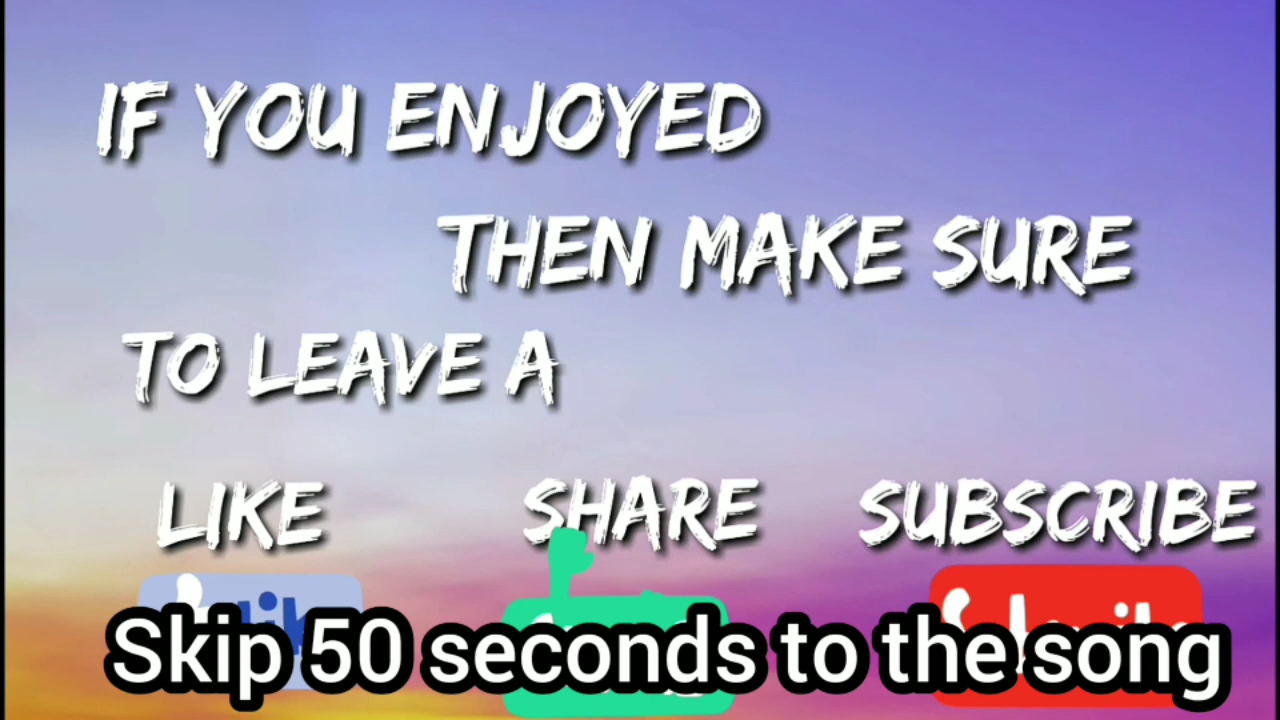 IF YOU ENJOYED
THEN MAKE SURE
TO LEAVE A
LIKE SHARE SUBSCRIBE
Skip 50 seconds to the song